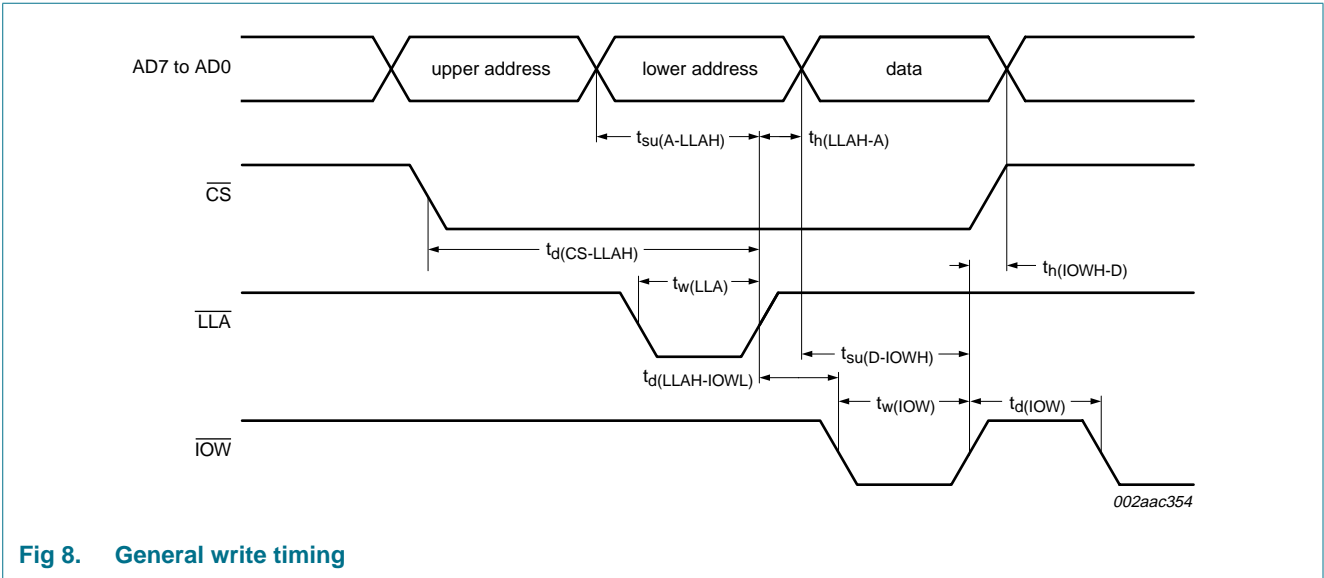 AD7 to AD0
upper address
lower address
data
tsu(A-LLAH)
th(LLAH-A)
CS
td(CS-LLAH)
th(IOWH-D)
tw(LLA)
LLA
tsu(D-IOWH)
td(LLAH-IOWL)
tw(IOW)
td(IOW)
IOW
002aac354
Fig 8. General write timing